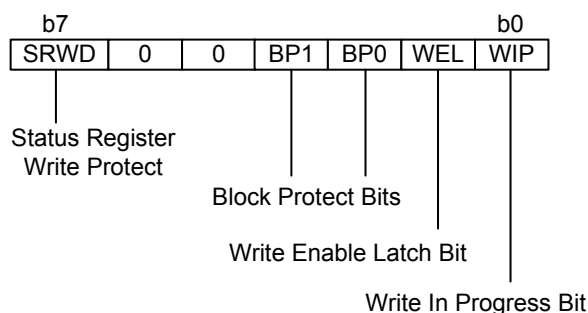 b7 b0
SRWD 0 0 BP1 BP0 WEL WIP
Status Register
Write Protect
Block Protect Bits
Write Enable Latch Bit
Write In Progress Bit